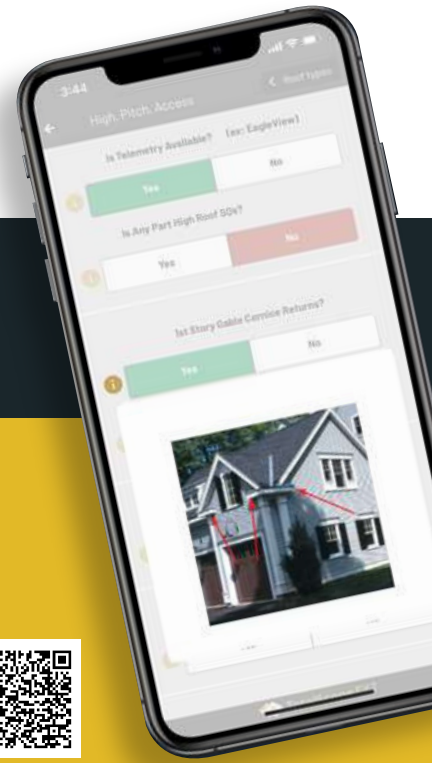 3:44
High, Pitch, Access
Roof types
Is Telemetry Available? (ex: EagleView)
Yes
No
Is Any Part High Roof SQs?
Yes
No
1st Story Gable Cornice Returns?
Yes
No